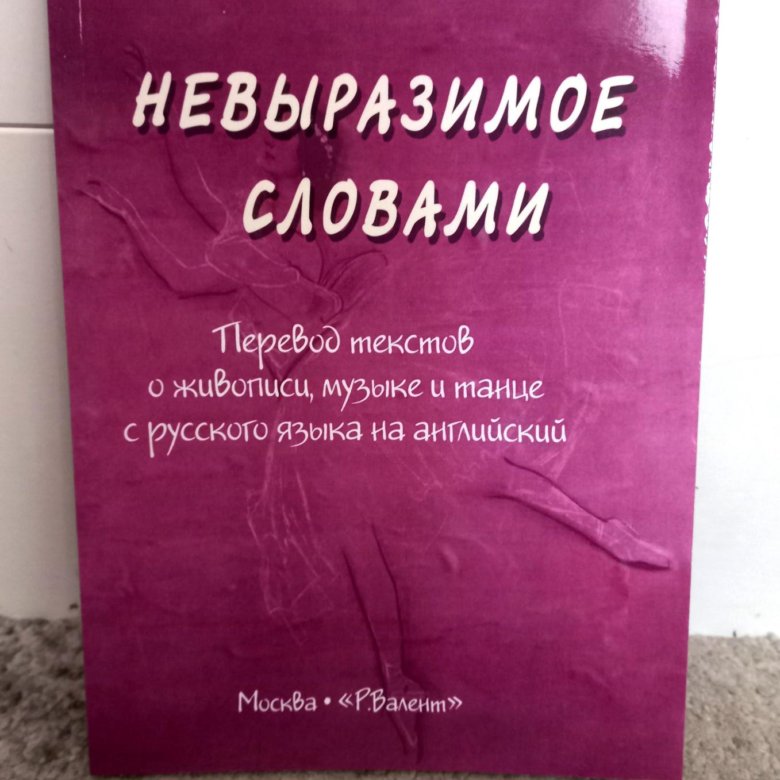 НЕВЫРАЗИМОЕ
СЛОВАМИ
Перевод текстов
о живописи, музыке и танце
с русского языка на английский
Москва • «Р.Валент»